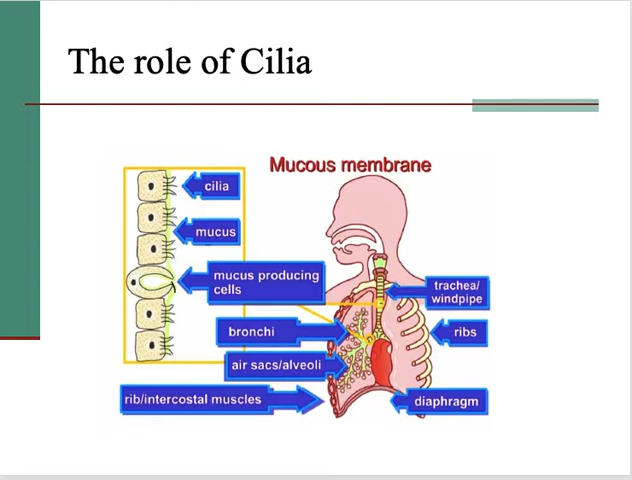 The role of Cilia
Mucous membrane
cilia
mucus
mucus producing
cells
trachea/
windpipe
bronchi
ribs
air sacs/alveoli
rib/intercostal muscles
diaphragm